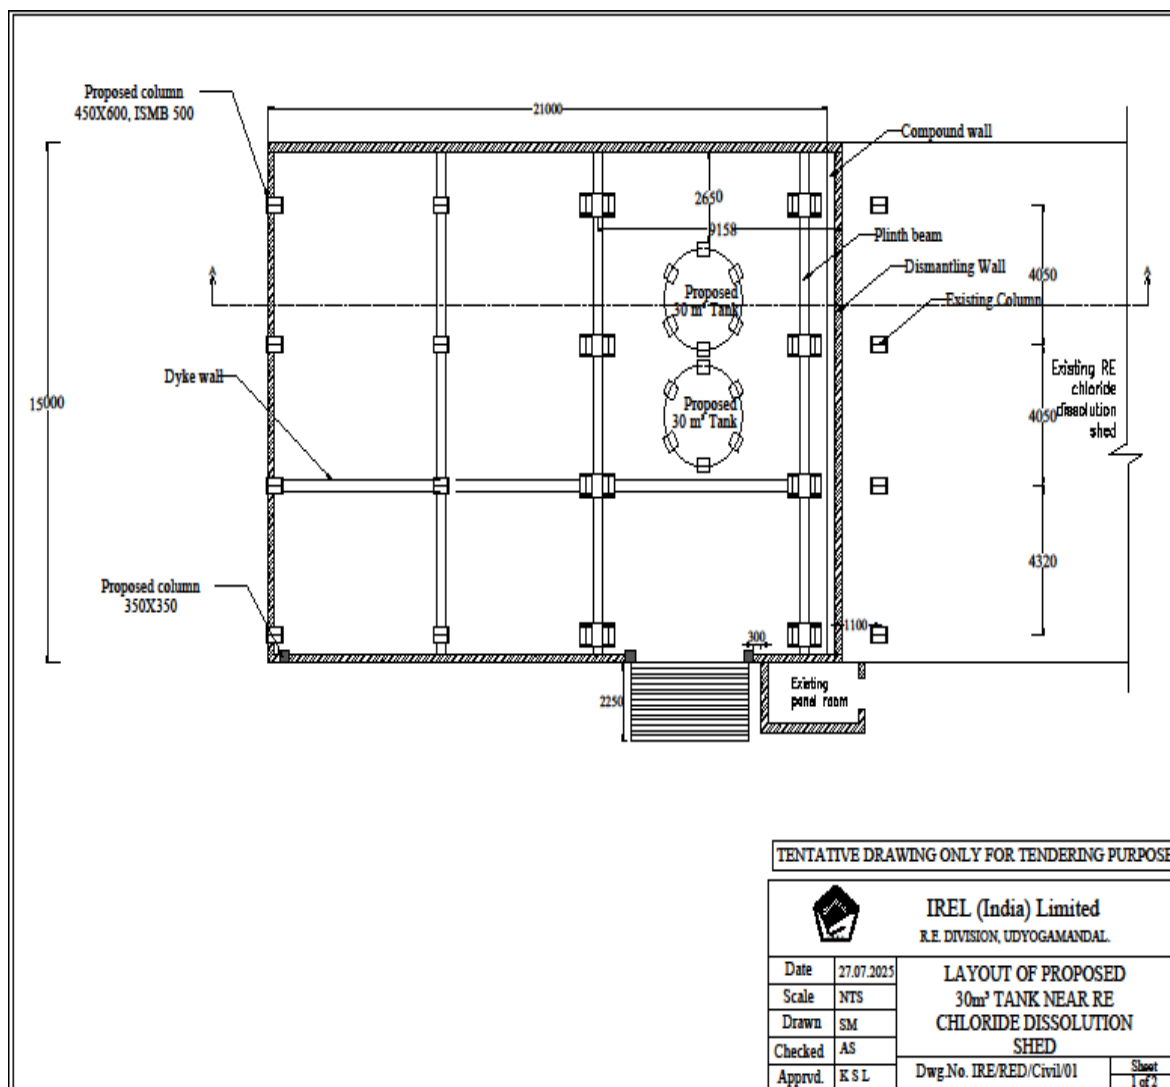 Proposed column
450X600, ISMB 500
21000
Compound wall
2650
9158
Plinth beam
Dismantling Wall
4050
A
A
Proposed
30 m³ Tank
Existing Column
Dyke wall
15000
Existing RE
chloride
dissolution
shed
4050
Proposed
30 m³ Tank
4320
Proposed column
350X350
300
1100
2250
Existing
panel room
TENTATIVE DRAWING ONLY FOR TENDERING PURPOSE
IREL (India) Limited
R.E. DIVISION, UDYOGAMANDAL.
Date 27.07.2025
Scale NTS
Drawn SM
Checked AS
Apprvd. K S L
LAYOUT OF PROPOSED
30m³ TANK NEAR RE
CHLORIDE DISSOLUTION
SHED
Dwg.No. IRE/RED/Civil/01
Sheet
1 of 2